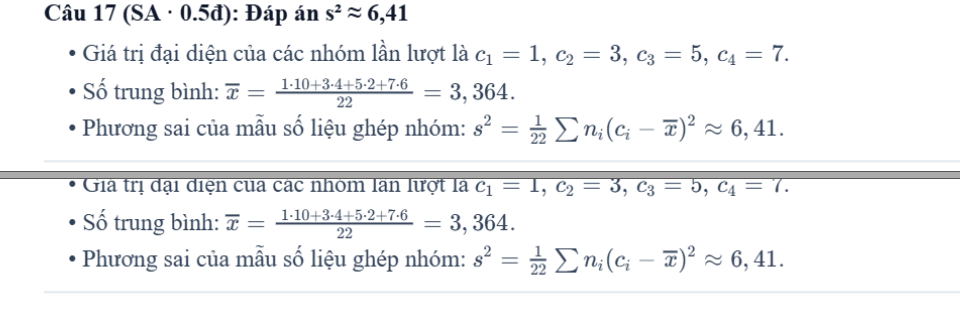 Câu 17 (SA · 0.5đ): Đáp án s² ≈ 6,41
• Giá trị đại diện của các nhóm lần lượt là c₁ = 1, c₂ = 3, c₃ = 5, c₄ = 7.
• Số trung bình: x̅ = (1·10+3·4+5·2+7·6)/22 = 3, 364.
• Phương sai của mẫu số liệu ghép nhóm: s² = 1/22 ∑ nᵢ(cᵢ − x̅)² ≈ 6, 41.
• Giá trị đại diện của các nhóm lần lượt là c₁ = 1, c₂ = 3, c₃ = 5, c₄ = 7.
• Số trung bình: x̅ = (1·10+3·4+5·2+7·6)/22 = 3, 364.
• Phương sai của mẫu số liệu ghép nhóm: s² = 1/22 ∑ nᵢ(cᵢ − x̅)² ≈ 6, 41.